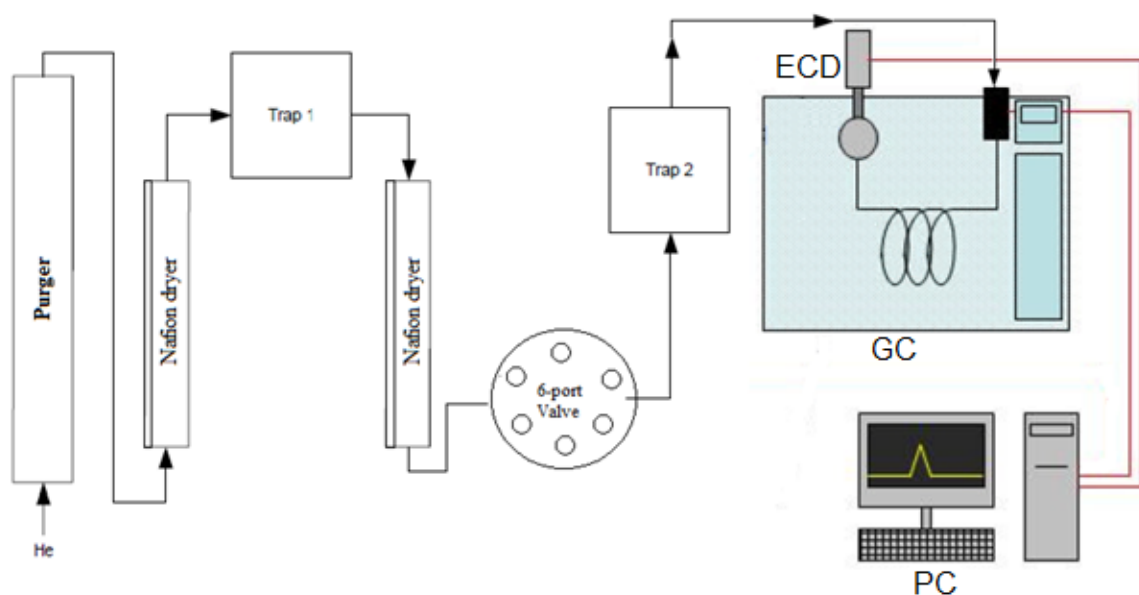 He
Purger
Nafion dryer
Trap 1
Nafion dryer
6-port
Valve
Trap 2
ECD
GC
PC